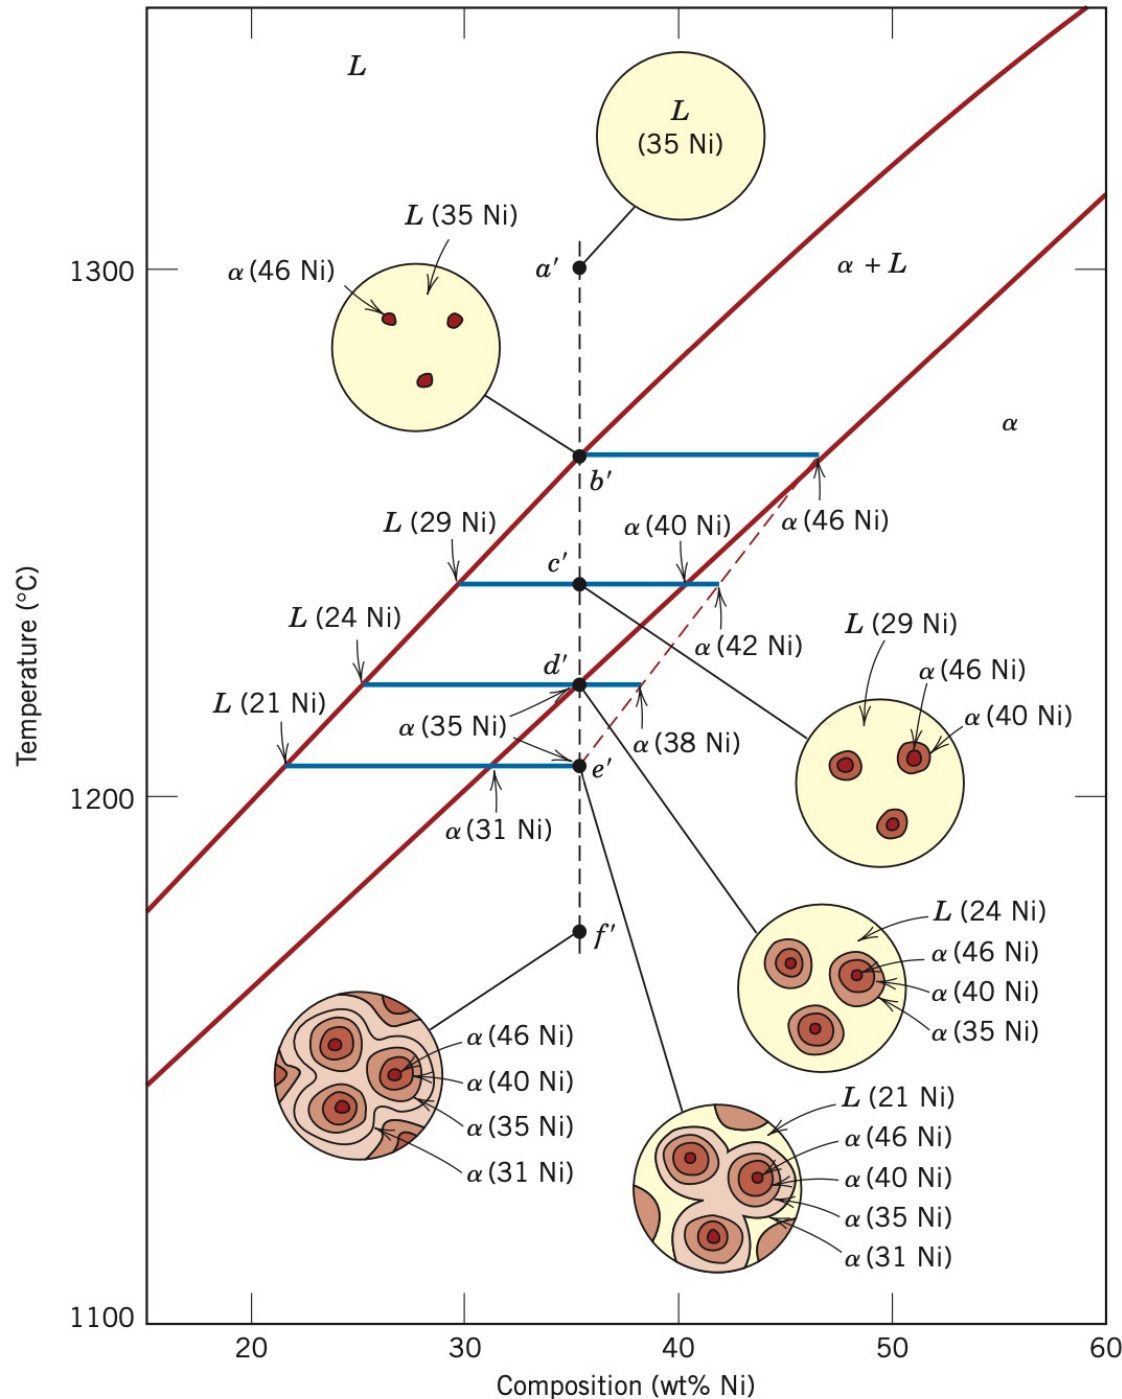 L
L
(35 Ni)
L (35 Ni)
α (46 Ni)
a′
α + L
1300
α
b′
L (29 Ni)
α (40 Ni)
α (46 Ni)
c′
L (24 Ni)
α (42 Ni)
L (29 Ni)
d′
α (46 Ni)
L (21 Ni)
α (35 Ni)
α (38 Ni)
α (40 Ni)
e′
1200
α (31 Ni)
Temperature (°C)
f′
L (24 Ni)
α (46 Ni)
α (40 Ni)
α (35 Ni)
α (46 Ni)
α (40 Ni)
α (35 Ni)
α (31 Ni)
L (21 Ni)
α (46 Ni)
α (40 Ni)
α (35 Ni)
α (31 Ni)
1100
20
30
40
50
60
Composition (wt% Ni)